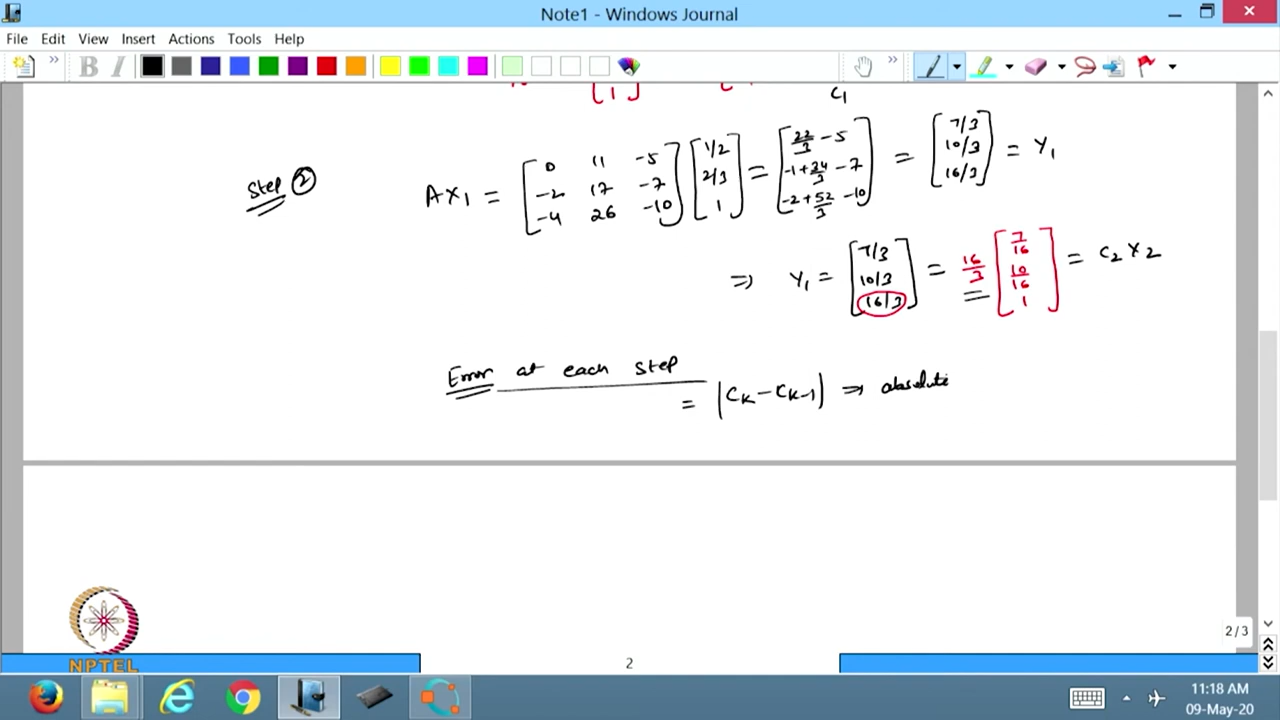 Note1 - Windows Journal
File Edit View Insert Actions Tools Help
B I
[ 1 ]
C1
Step ② AX1 = [0 11 -5; -2 17 -7; -4 26 -10] [1/2; 2/3; 1] = [22/3 - 5; -1 + 34/3 - 7; -2 + 52/3 - 10] = [7/3; 10/3; 16/3] = Y1
⇒ Y1 = [7/3; 10/3; 16/3] = 16/3 [7/16; 10/16; 1] = C2 X2
Error at each step
= |CK - CK-1| ⇒ absolute
2 / 3
NPTEL
2
11:18 AM
09-May-20